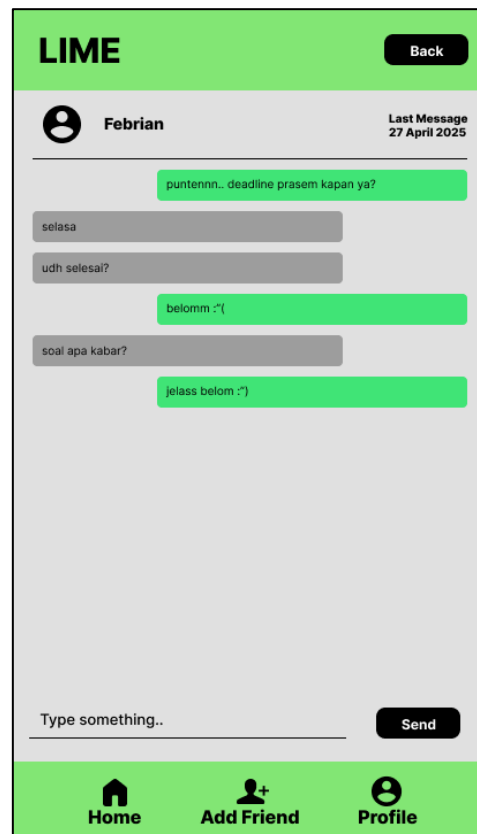 LIME
Back
Febrian
Last Message
27 April 2025
puntennn.. deadline prasem kapan ya?
selasa
udh selesai?
belomm :"(
soal apa kabar?
jelass belom :")
Type something..
Send
Home
Add Friend
Profile